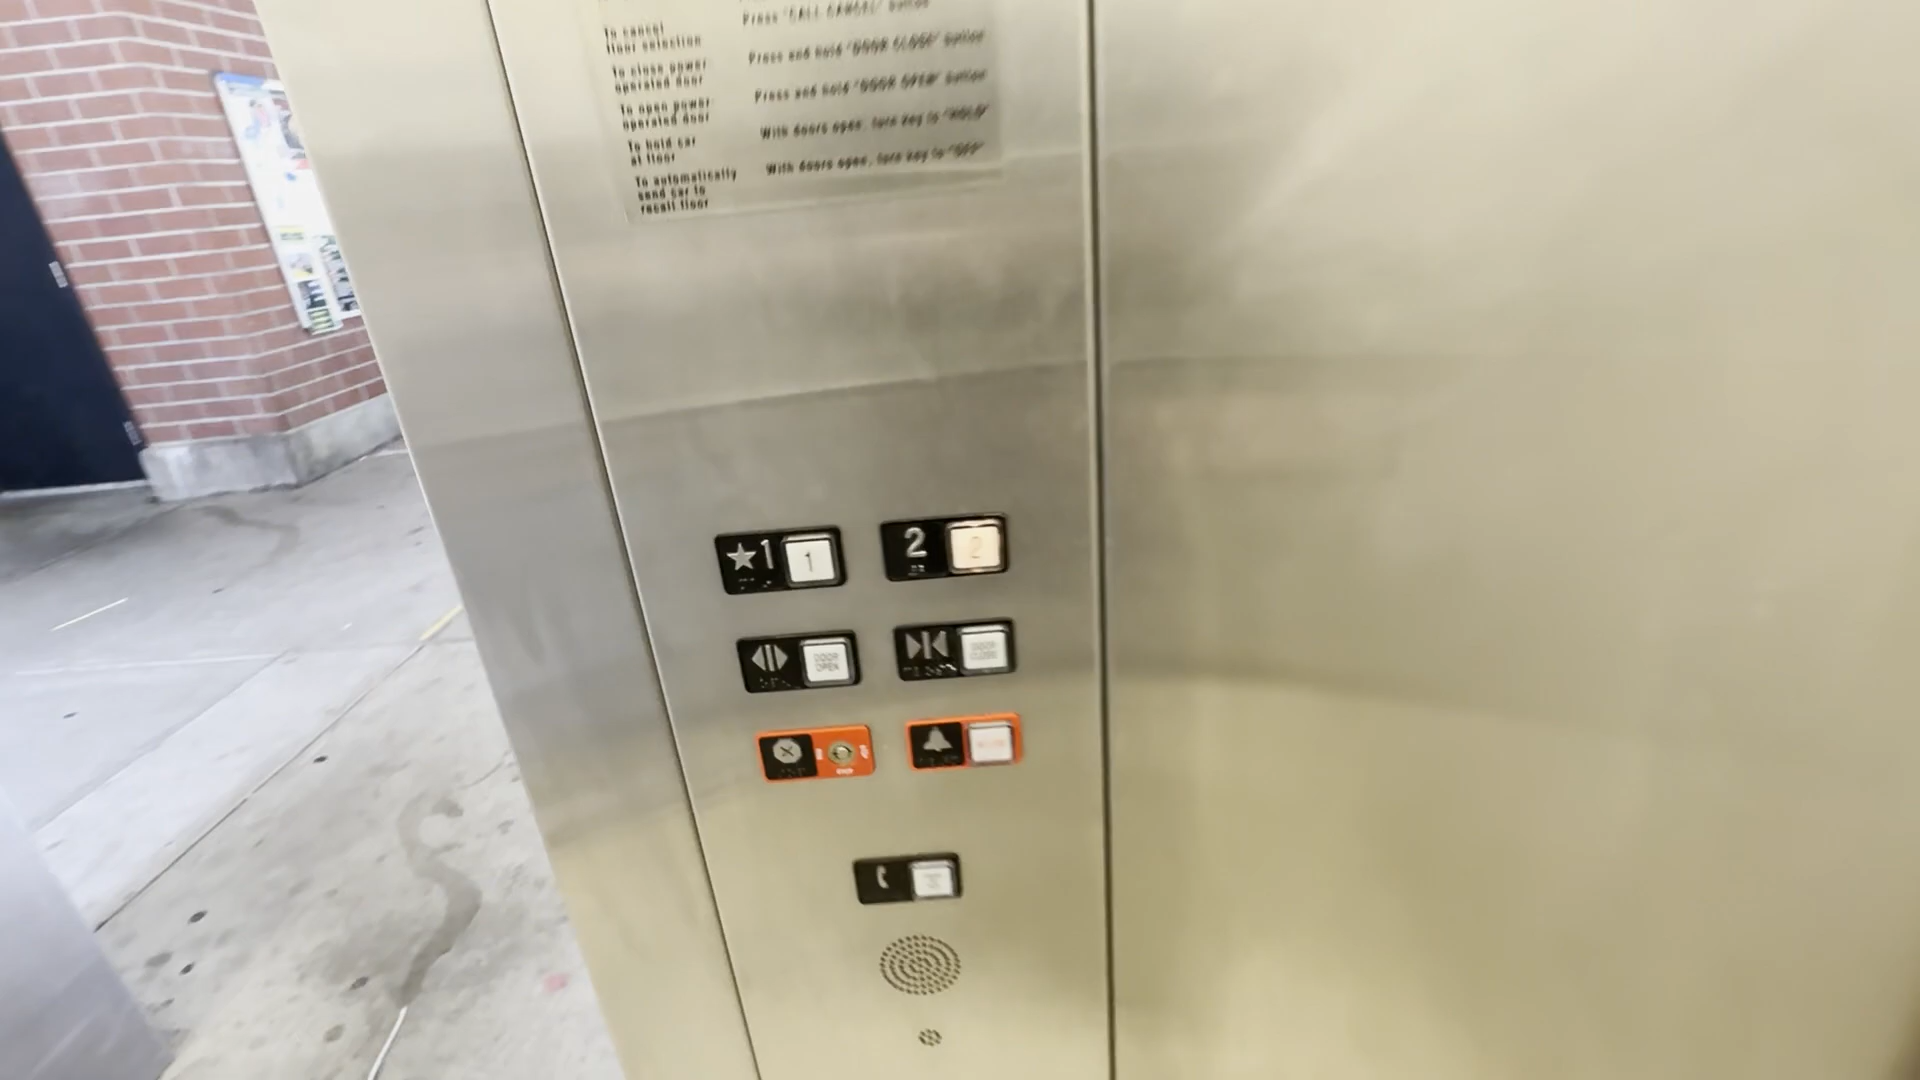 Press "CALL CANCEL" button
To cancel
floor selection
Press and hold "DOOR CLOSE" button
To close power
operated door
Press and hold "DOOR OPEN" button
To open power
operated door
With doors open, turn key to "HOLD"
To hold car
at floor
With doors open, turn key to "OFF"
To automatically
send car to
recall floor
★1 1
2 2
DOOR
OPEN
DOOR
CLOSE